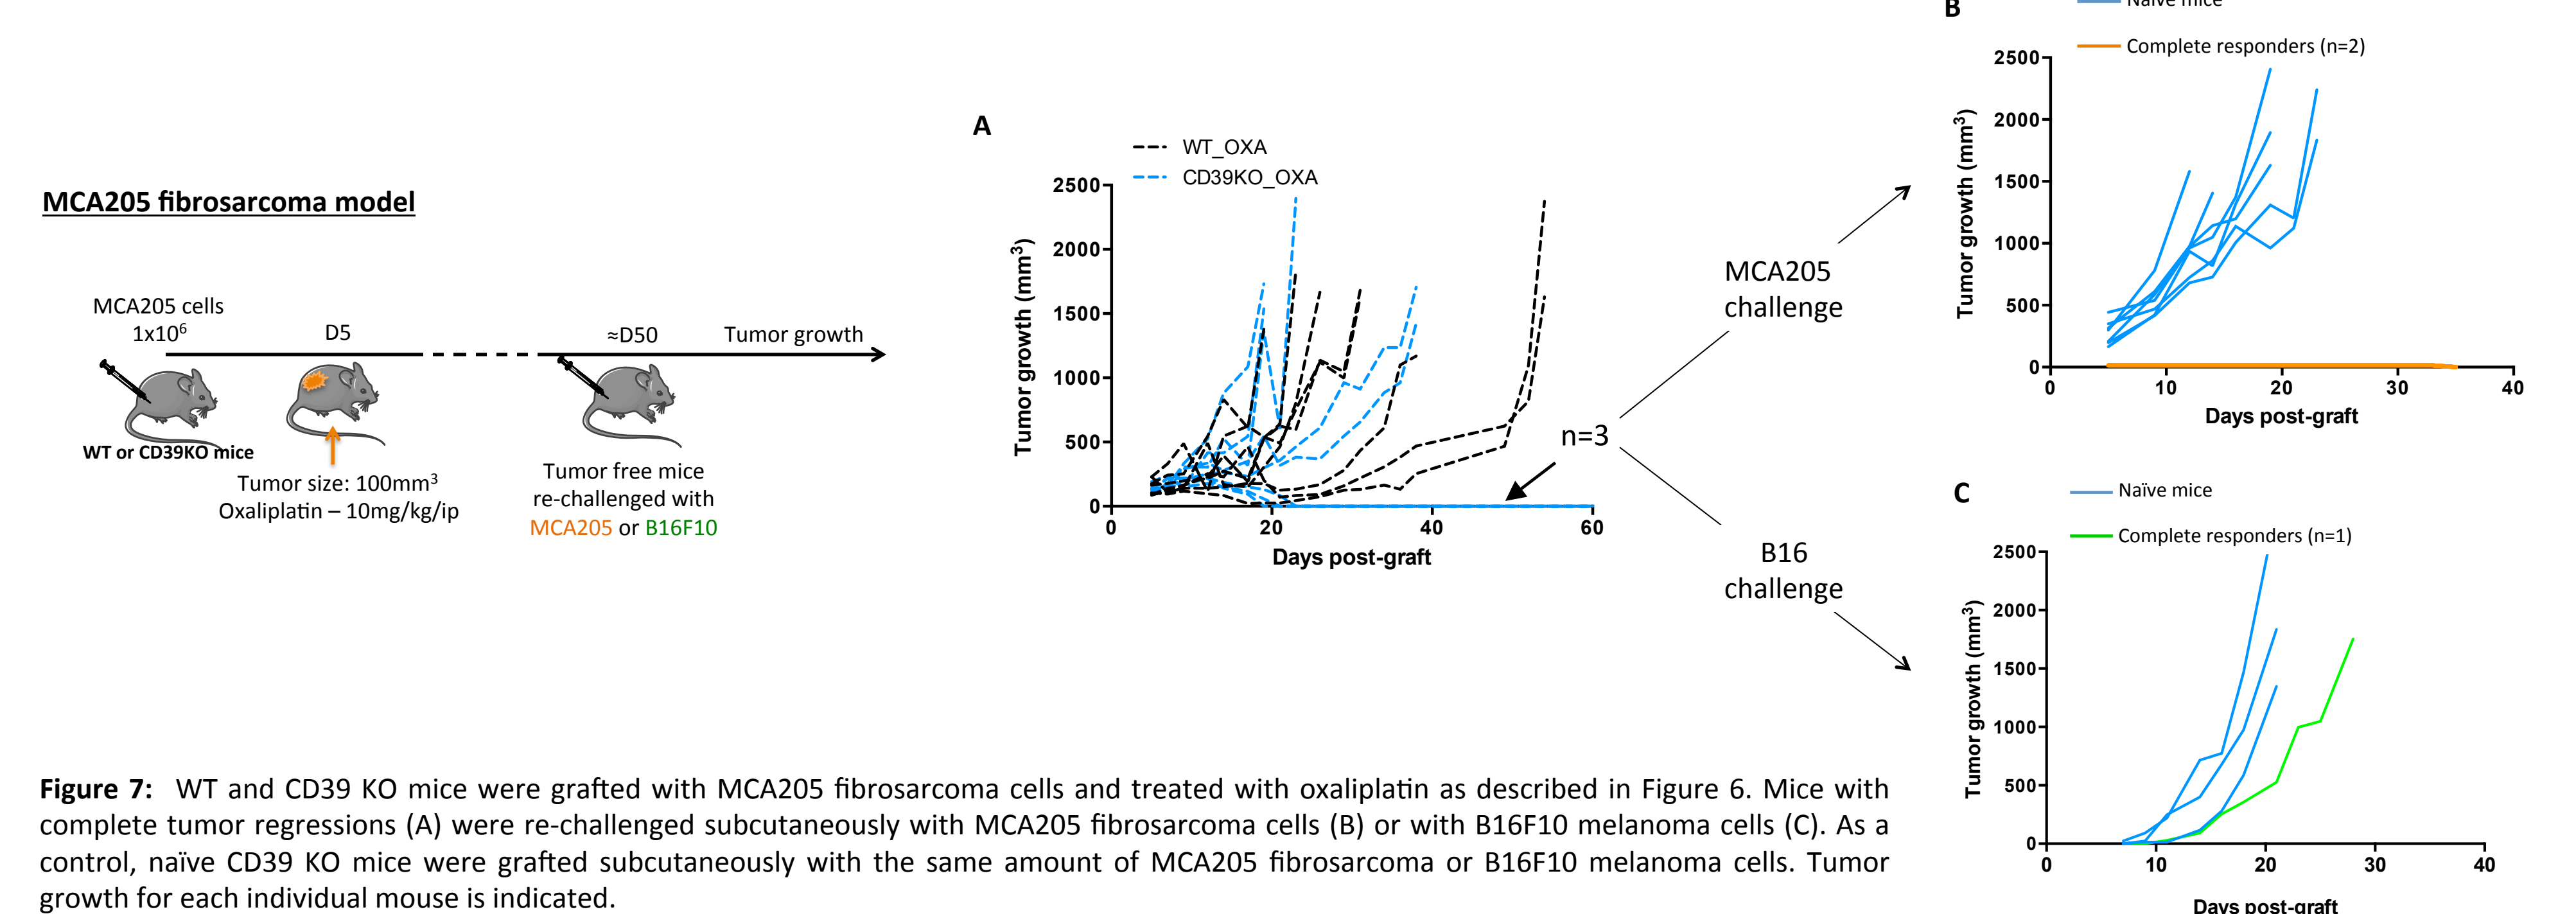 MCA205 fibrosarcoma model
MCA205 cells
1x10⁶
D5
≈D50
Tumor growth
WT or CD39KO mice
Tumor size: 100mm³
Oxaliplatin – 10mg/kg/ip
Tumor free mice
re-challenged with
MCA205 or B16F10
A
WT_OXA
CD39KO_OXA
2500
2000
1500
1000
500
0
0 20 40 60
Tumor growth (mm³)
Days post-graft
n=3
MCA205
challenge
B16
challenge
B
Naïve mice
Complete responders (n=2)
2500
2000
1500
1000
500
0
0 10 20 30 40
Tumor growth (mm³)
Days post-graft
C
Naïve mice
Complete responders (n=1)
2500
2000
1500
1000
500
0
0 10 20 30 40
Tumor growth (mm³)
Days post-graft
Figure 7: WT and CD39 KO mice were grafted with MCA205 fibrosarcoma cells and treated with oxaliplatin as described in Figure 6. Mice with
complete tumor regressions (A) were re-challenged subcutaneously with MCA205 fibrosarcoma cells (B) or with B16F10 melanoma cells (C). As a
control, naïve CD39 KO mice were grafted subcutaneously with the same amount of MCA205 fibrosarcoma or B16F10 melanoma cells. Tumor
growth for each individual mouse is indicated.